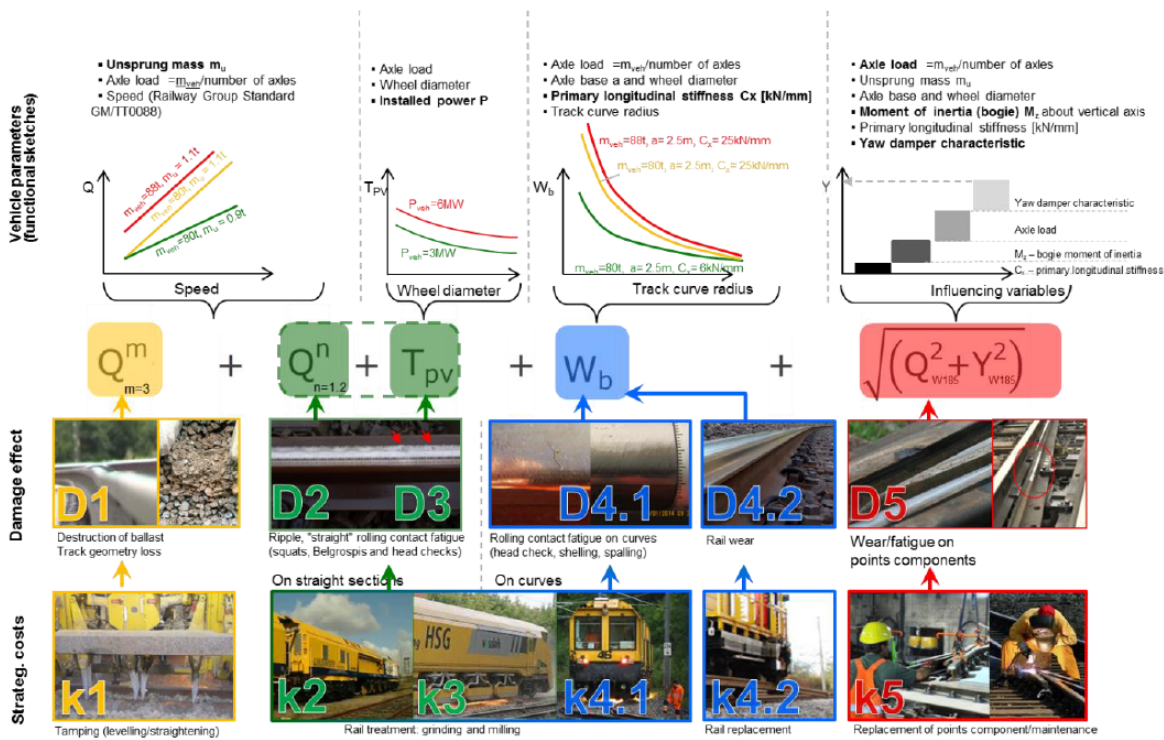 Vehicle parameters
(functional sketches)
▪ Unsprung mass mu
▪ Axle load =mveh/number of axles
▪ Speed (Railway Group Standard
GM/TT0088)
Q
mveh=88t, mu = 1.1t
mveh=80t, mu = 1.1t
mveh=80t, mu = 0.9t
Speed
▪ Axle load
▪ Wheel diameter
▪ Installed power P
TPV
Pveh=6MW
Pveh=3MW
Wheel diameter
▪ Axle load =mveh/number of axles
▪ Axle base a and wheel diameter
▪ Primary longitudinal stiffness Cx [kN/mm]
▪ Track curve radius
Wb
mveh=88t, a= 2.5m, Cx= 25kN/mm
mveh=80t, a= 2.5m, Cx= 25kN/mm
mveh=80t, a= 2.5m, Cx= 6kN/mm
Track curve radius
▪ Axle load =mveh/number of axles
▪ Unsprung mass mu
▪ Axle base and wheel diameter
▪ Moment of inertia (bogie) Mz about vertical axis
▪ Primary longitudinal stiffness [kN/mm]
▪ Yaw damper characteristic
Y
Yaw damper characteristic
Axle load
Mz – bogie moment of inertia
Cx – primary longitudinal stiffness
Influencing variables
Q^m m=3 + Q^n n=1,2 + Tpv + Wb + √(Q²W185+Y²W185)
Damage effect
D1
D2
D3
D4.1
D4.2
D5
Destruction of ballast
Track geometry loss
Ripple, "straight" rolling contact fatigue
(squats, Belgrospis and head checks)
Rolling contact fatigue on curves
(head check, shelling, spalling)
Rail wear
Wear/fatigue on
points components
On straight sections
On curves
Strateg. costs
HSG
k1
k2
k3
k4.1
k4.2
k5
Tamping (levelling/straightening)
Rail treatment: grinding and milling
Rail replacement
Replacement of points component/maintenance